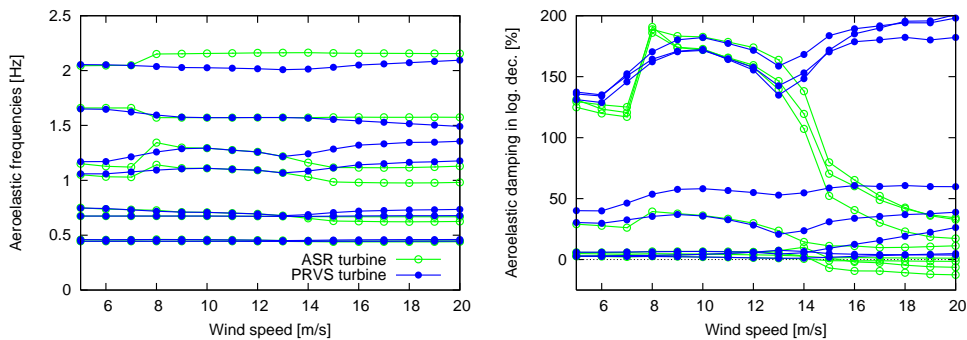 2.5
2
1.5
1
0.5
0
Aeroelastic frequencies [Hz]
ASR turbine
PRVS turbine
6 8 10 12 14 16 18 20
Wind speed [m/s]
200
150
100
50
0
Aeroelastic damping in log. dec. [%]
6 8 10 12 14 16 18 20
Wind speed [m/s]